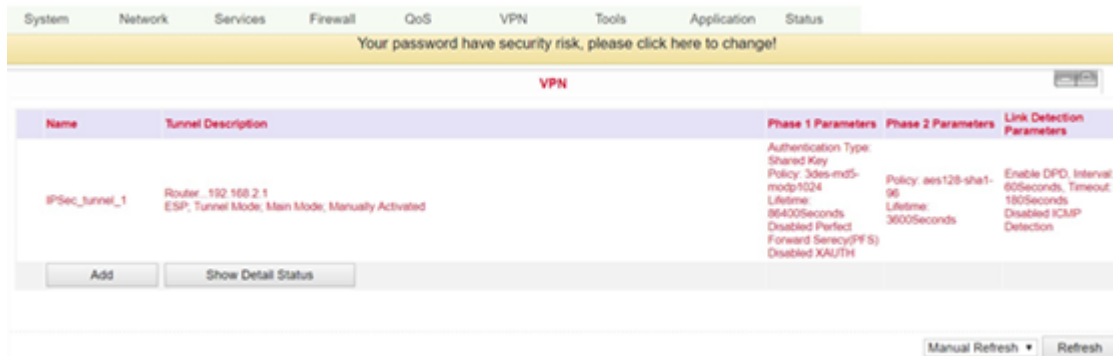 System Network Services Firewall QoS VPN Tools Application Status
Your password have security risk, please click here to change!
VPN
Name Tunnel Description Phase 1 Parameters Phase 2 Parameters Link Detection Parameters
IPSec_tunnel_1
Router...192.168.2.1
ESP; Tunnel Mode; Main Mode; Manually Activated
Authentication Type:
Shared Key
Policy: 3des-md5-
modp1024
Lifetime:
86400Seconds
Disabled Perfect
Forward Serecy(PFS)
Disabled XAUTH
Policy: aes128-sha1-
96
Lifetime:
3600Seconds
Enable DPD, Interval:
60Seconds, Timeout:
180Seconds
Disabled ICMP
Detection
Add Show Detail Status
Manual Refresh Refresh